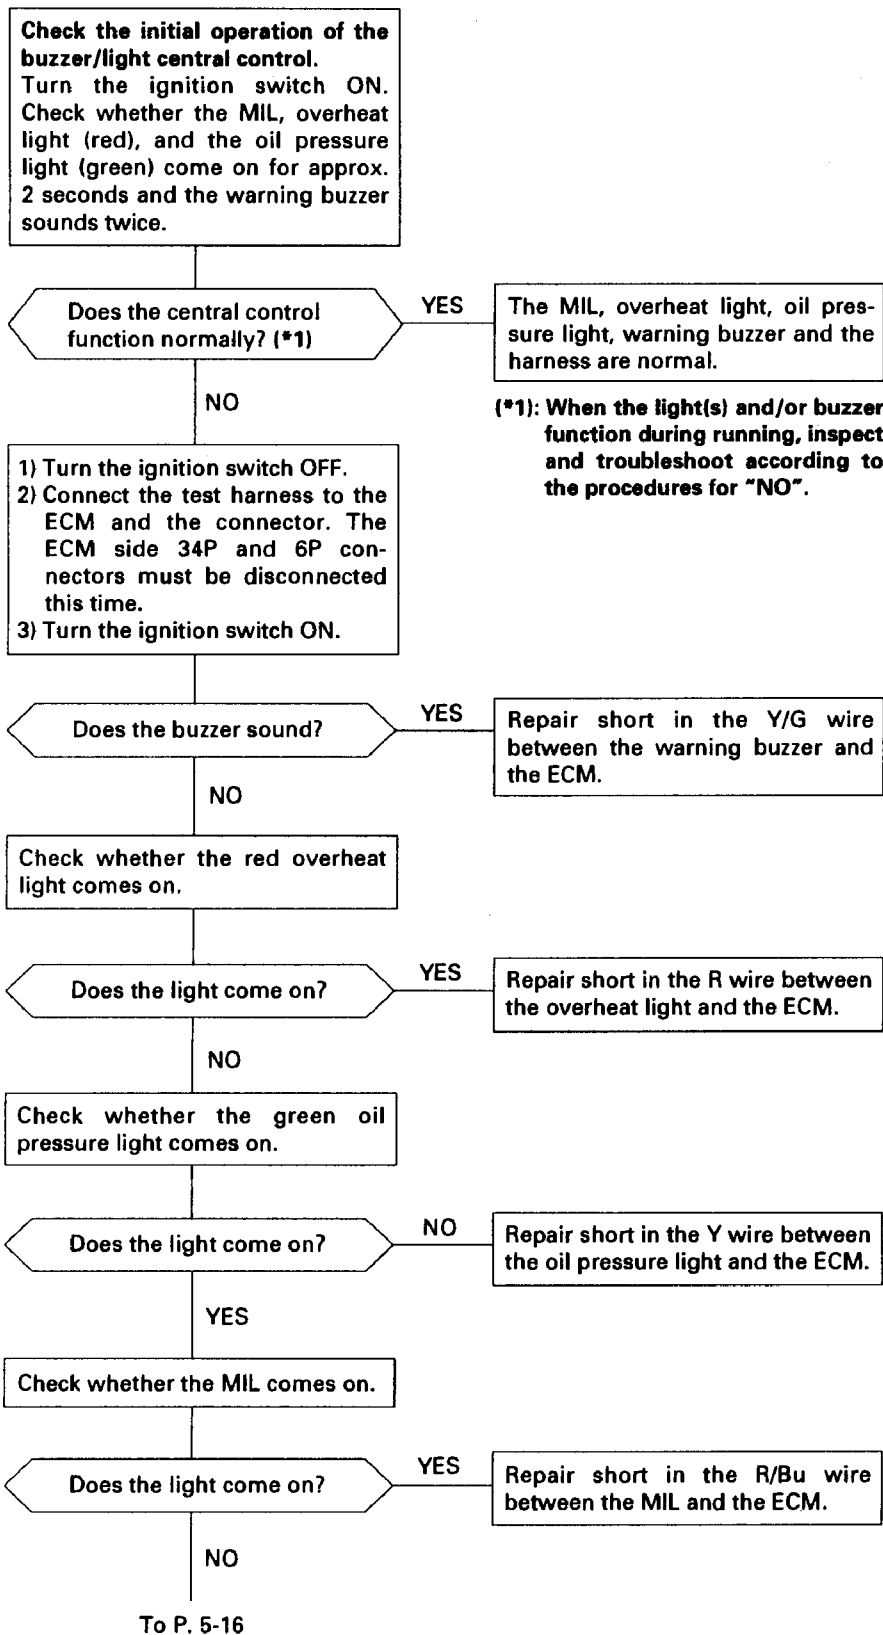 Check the initial operation of the
buzzer/light central control.
Turn the ignition switch ON.
Check whether the MIL, overheat
light (red), and the oil pressure
light (green) come on for approx.
2 seconds and the warning buzzer
sounds twice.
Does the central control
function normally? (*1)
YES
The MIL, overheat light, oil pres-
sure light, warning buzzer and the
harness are normal.
NO
(*1): When the light(s) and/or buzzer
function during running, inspect
and troubleshoot according to
the procedures for "NO".
1) Turn the ignition switch OFF.
2) Connect the test harness to the
ECM and the connector. The
ECM side 34P and 6P con-
nectors must be disconnected
this time.
3) Turn the ignition switch ON.
Does the buzzer sound?
YES
Repair short in the Y/G wire
between the warning buzzer and
the ECM.
NO
Check whether the red overheat
light comes on.
Does the light come on?
YES
Repair short in the R wire between
the overheat light and the ECM.
NO
Check whether the green oil
pressure light comes on.
Does the light come on?
NO
Repair short in the Y wire between
the oil pressure light and the ECM.
YES
Check whether the MIL comes on.
Does the light come on?
YES
Repair short in the R/Bu wire
between the MIL and the ECM.
NO
To P. 5-16